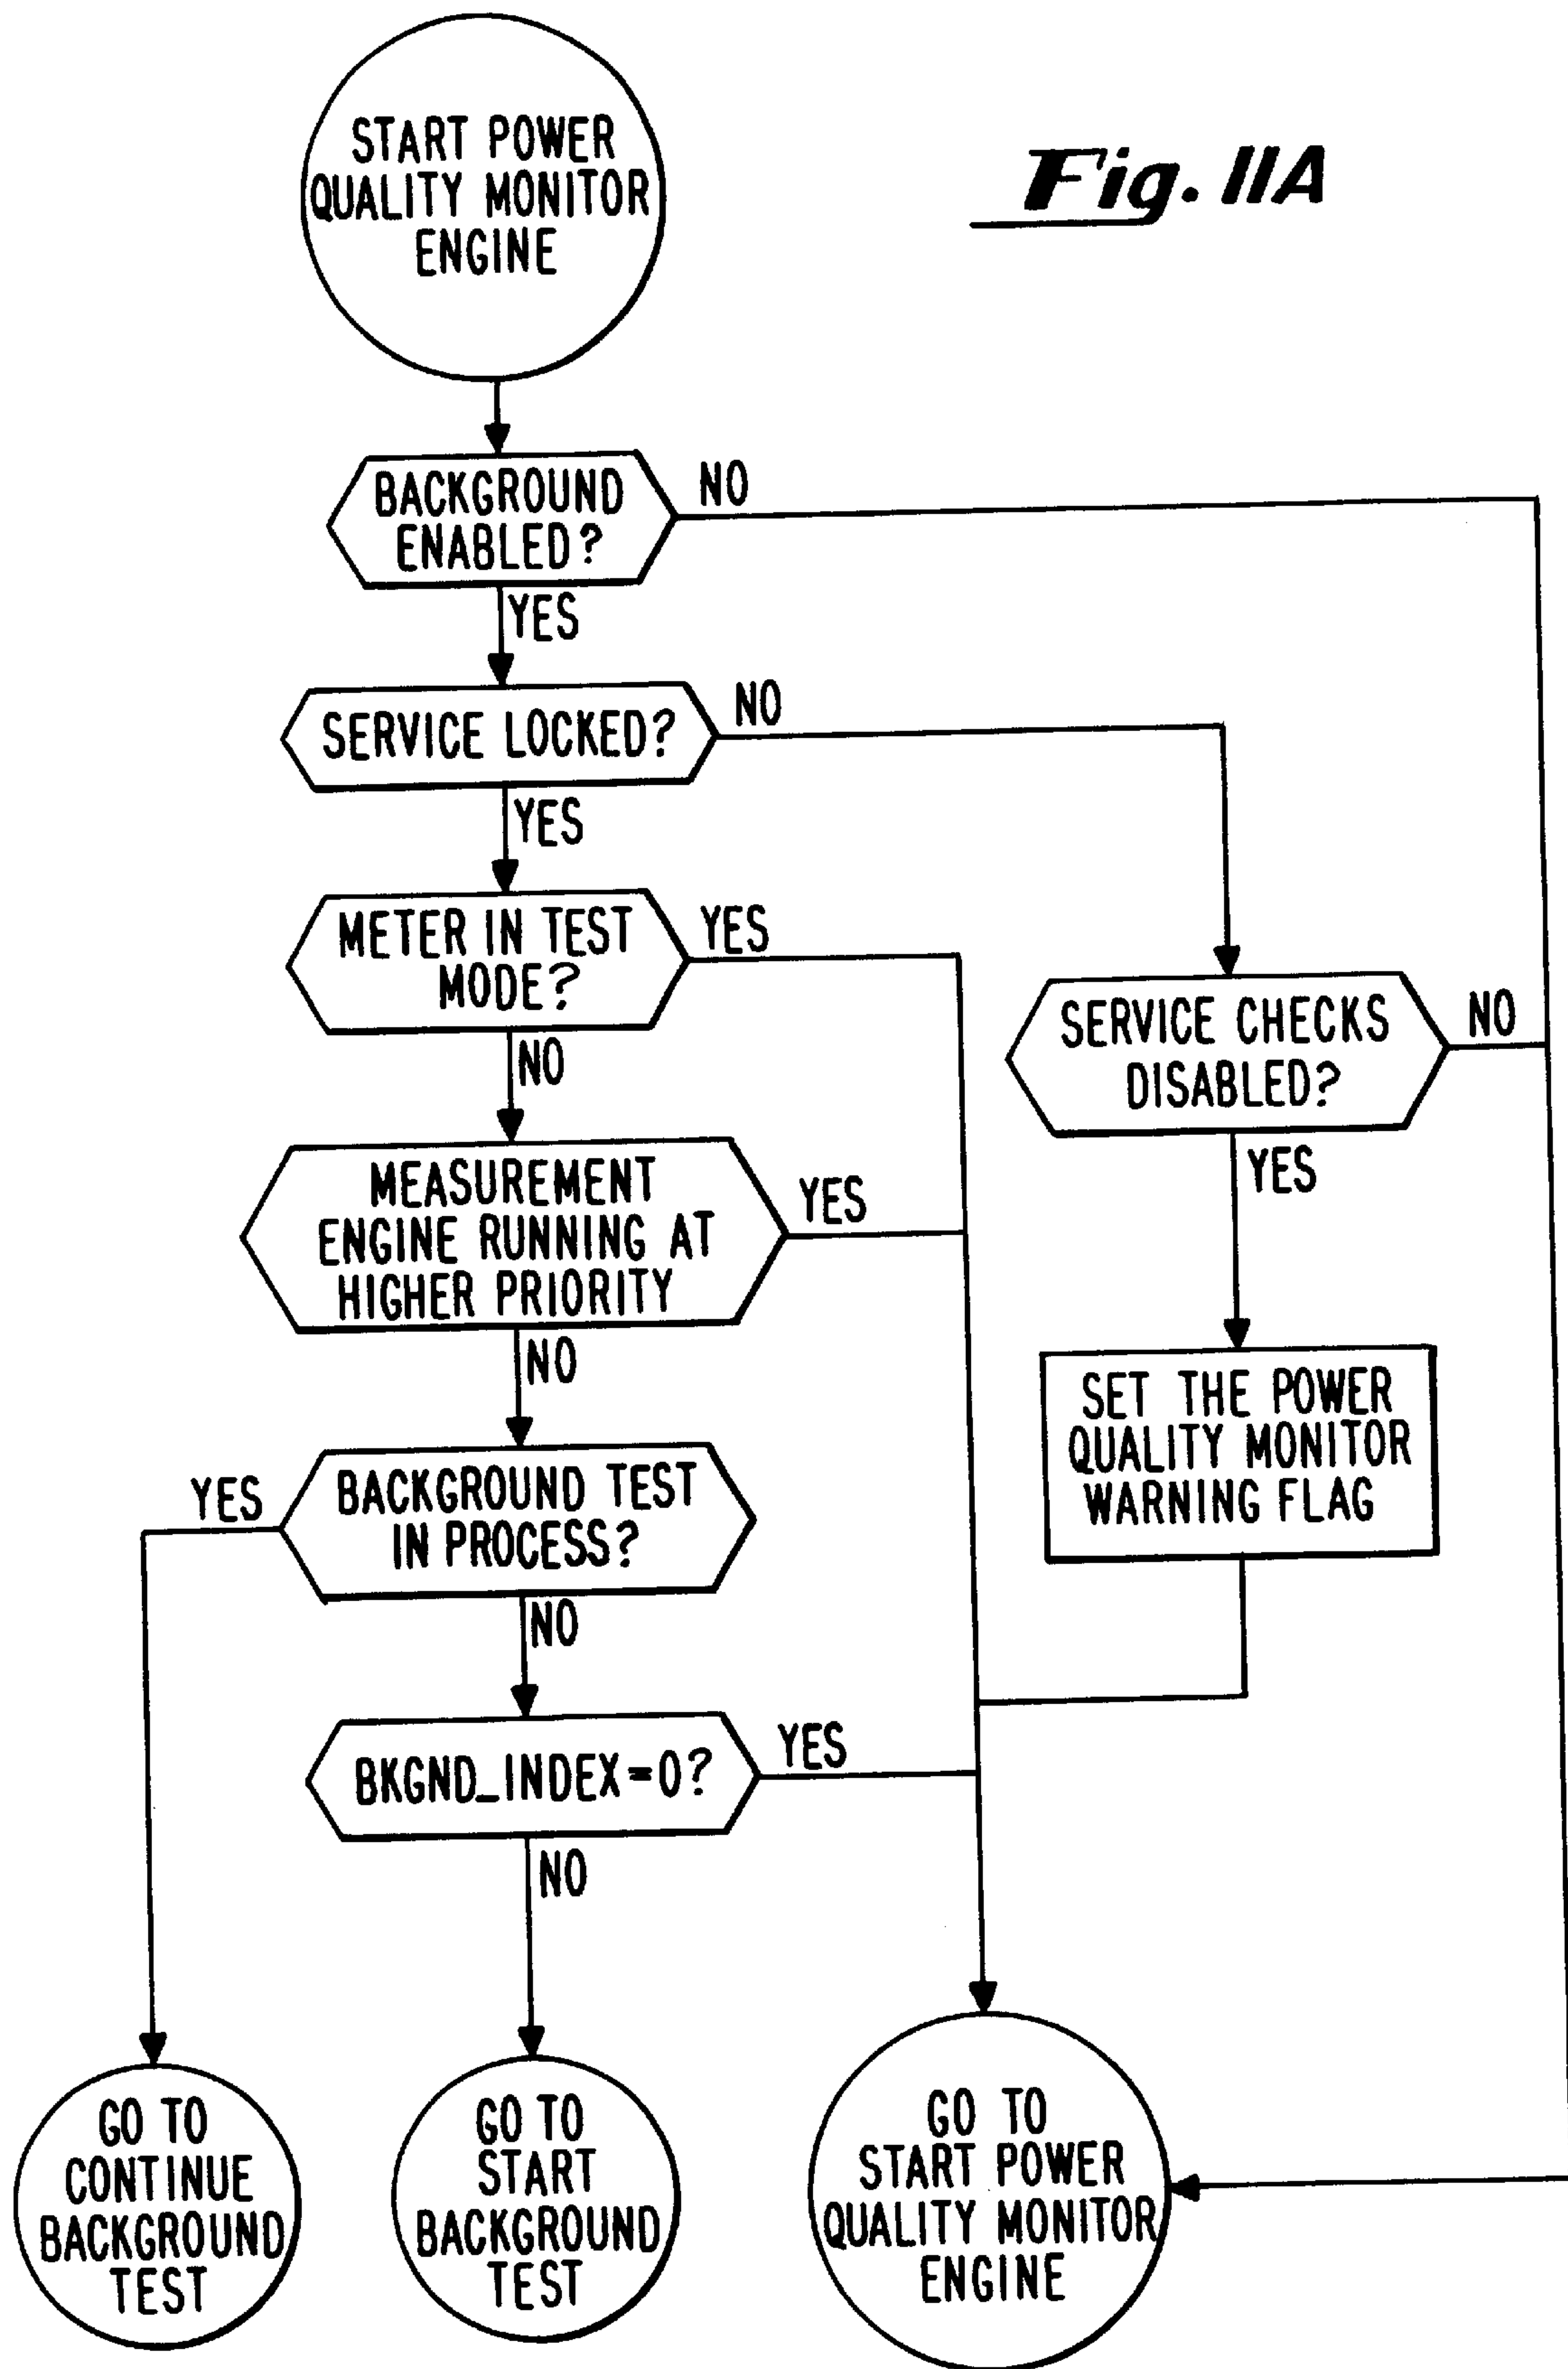 START POWER
QUALITY MONITOR
ENGINE
Fig. 11A
BACKGROUND
ENABLED?
NO
YES
SERVICE LOCKED?
NO
YES
METER IN TEST
MODE?
YES
NO
SERVICE CHECKS
DISABLED?
NO
YES
MEASUREMENT
ENGINE RUNNING AT
HIGHER PRIORITY
YES
NO
SET THE POWER
QUALITY MONITOR
WARNING FLAG
BACKGROUND TEST
IN PROCESS?
YES
NO
BKGND_INDEX=0?
YES
NO
GO TO
CONTINUE
BACKGROUND
TEST
GO TO
START
BACKGROUND
TEST
GO TO
START POWER
QUALITY MONITOR
ENGINE